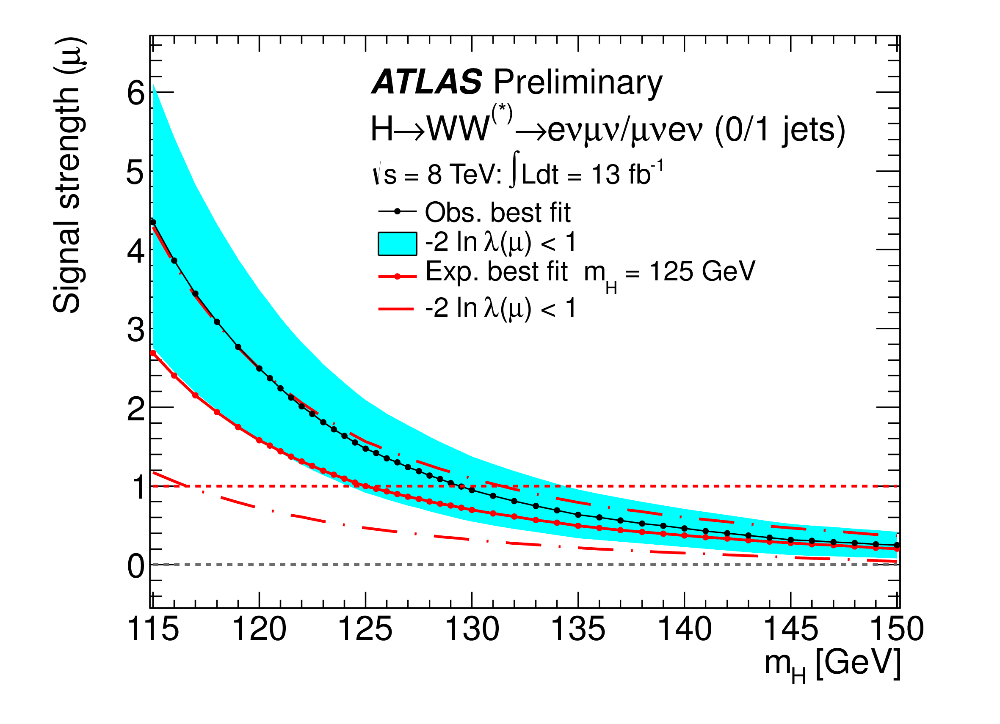 Signal strength (μ)
ATLAS Preliminary
H→WW(*)→eνμν/μνeν (0/1 jets)
√s = 8 TeV: ∫Ldt = 13 fb-1
Obs. best fit
-2 ln λ(μ) < 1
Exp. best fit mH = 125 GeV
-2 ln λ(μ) < 1
6
5
4
3
2
1
0
115 120 125 130 135 140 145 150
mH [GeV]